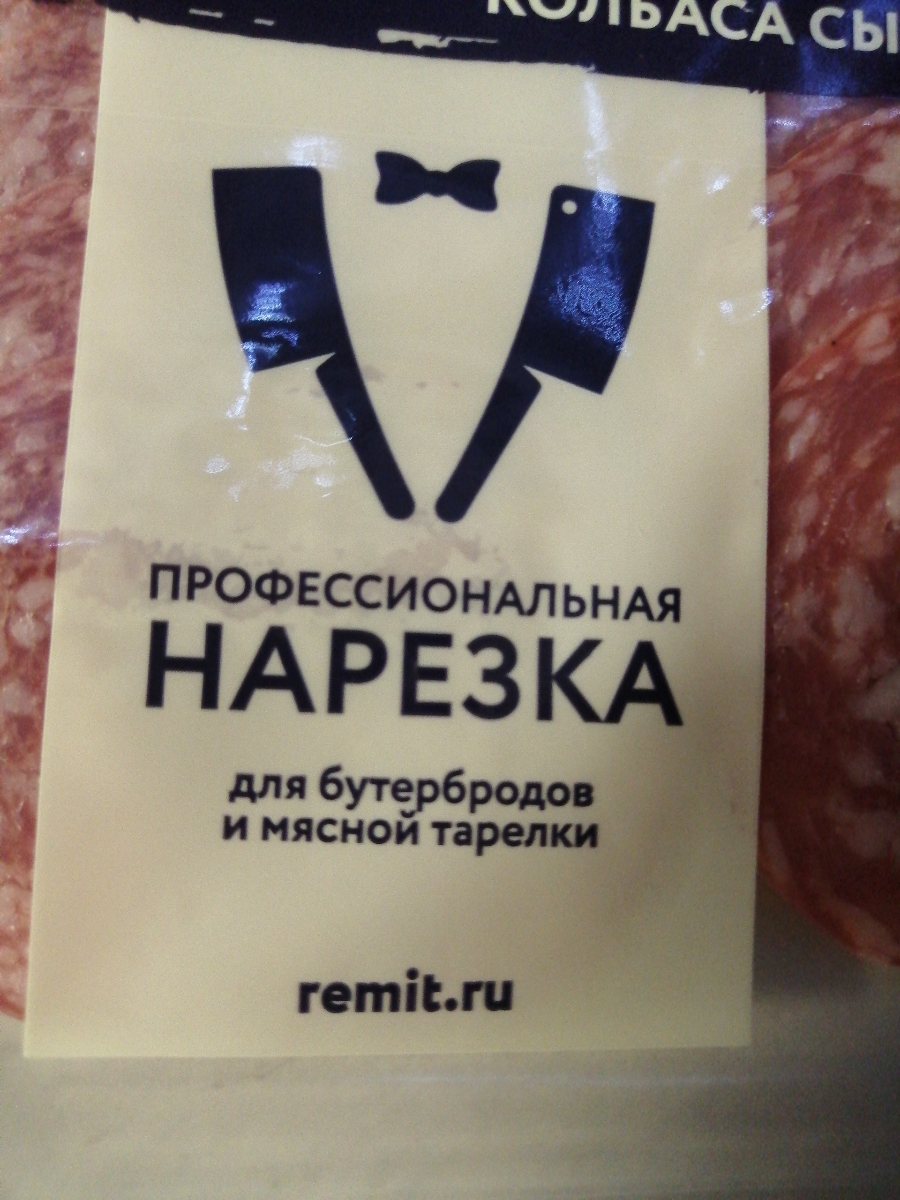 КОЛБАСА
ПРОФЕССИОНАЛЬНАЯ
НАРЕЗКА
для бутербродов
и мясной тарелки
remit.ru